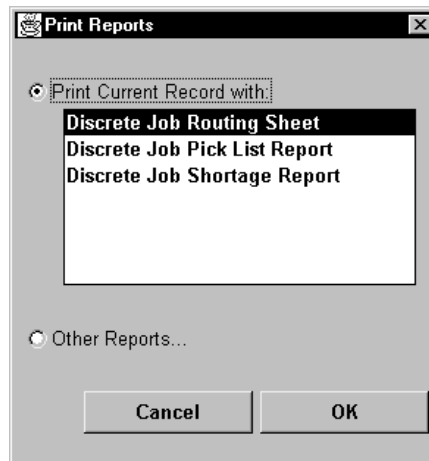 Print Reports
Print Current Record with:
Discrete Job Routing Sheet
Discrete Job Pick List Report
Discrete Job Shortage Report
Other Reports...
Cancel
OK